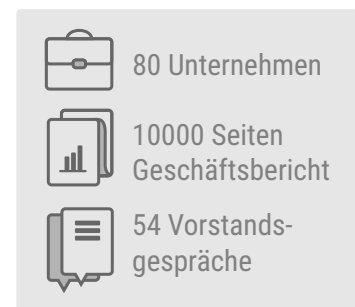 80 Unternehmen
10000 Seiten
Geschäftsbericht
54 Vorstands-
gespräche